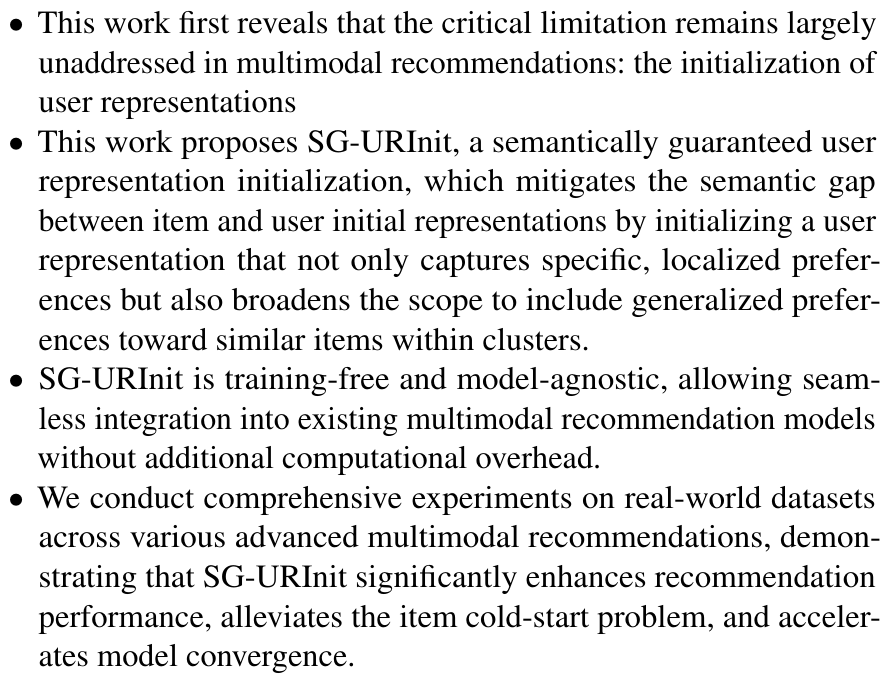 • This work first reveals that the critical limitation remains largely
unaddressed in multimodal recommendations: the initialization of
user representations
• This work proposes SG-URInit, a semantically guaranteed user
representation initialization, which mitigates the semantic gap
between item and user initial representations by initializing a user
representation that not only captures specific, localized prefer-
ences but also broadens the scope to include generalized prefer-
ences toward similar items within clusters.
• SG-URInit is training-free and model-agnostic, allowing seam-
less integration into existing multimodal recommendation models
without additional computational overhead.
• We conduct comprehensive experiments on real-world datasets
across various advanced multimodal recommendations, demon-
strating that SG-URInit significantly enhances recommendation
performance, alleviates the item cold-start problem, and acceler-
ates model convergence.